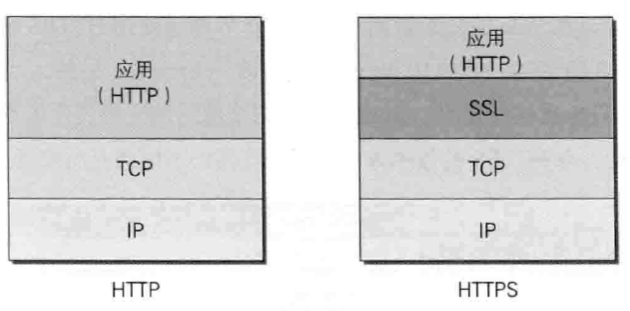 应用
( HTTP )
TCP
IP
HTTP
应用
( HTTP )
SSL
TCP
IP
HTTPS